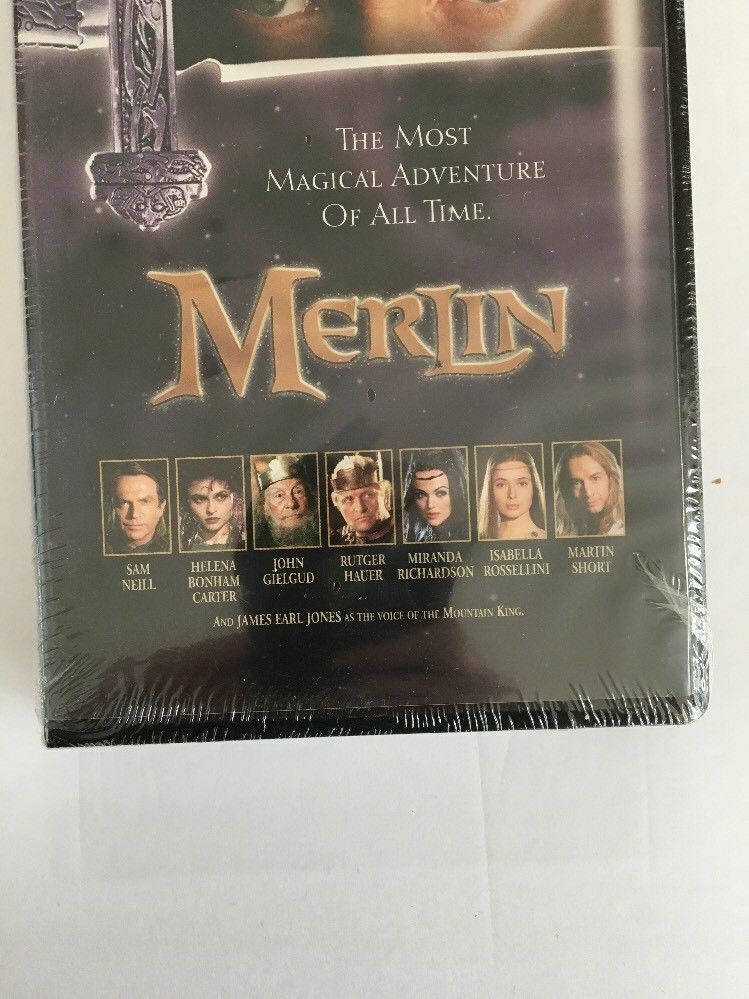 THE MOST
MAGICAL ADVENTURE
OF ALL TIME.
MERLIN
SAM
NEILL
HELENA
BONHAM
CARTER
JOHN
GIELGUD
RUTGER
HAUER
MIRANDA
RICHARDSON
ISABELLA
ROSSELLINI
MARTIN
SHORT
AND JAMES EARL JONES AS THE VOICE OF THE MOUNTAIN KING.